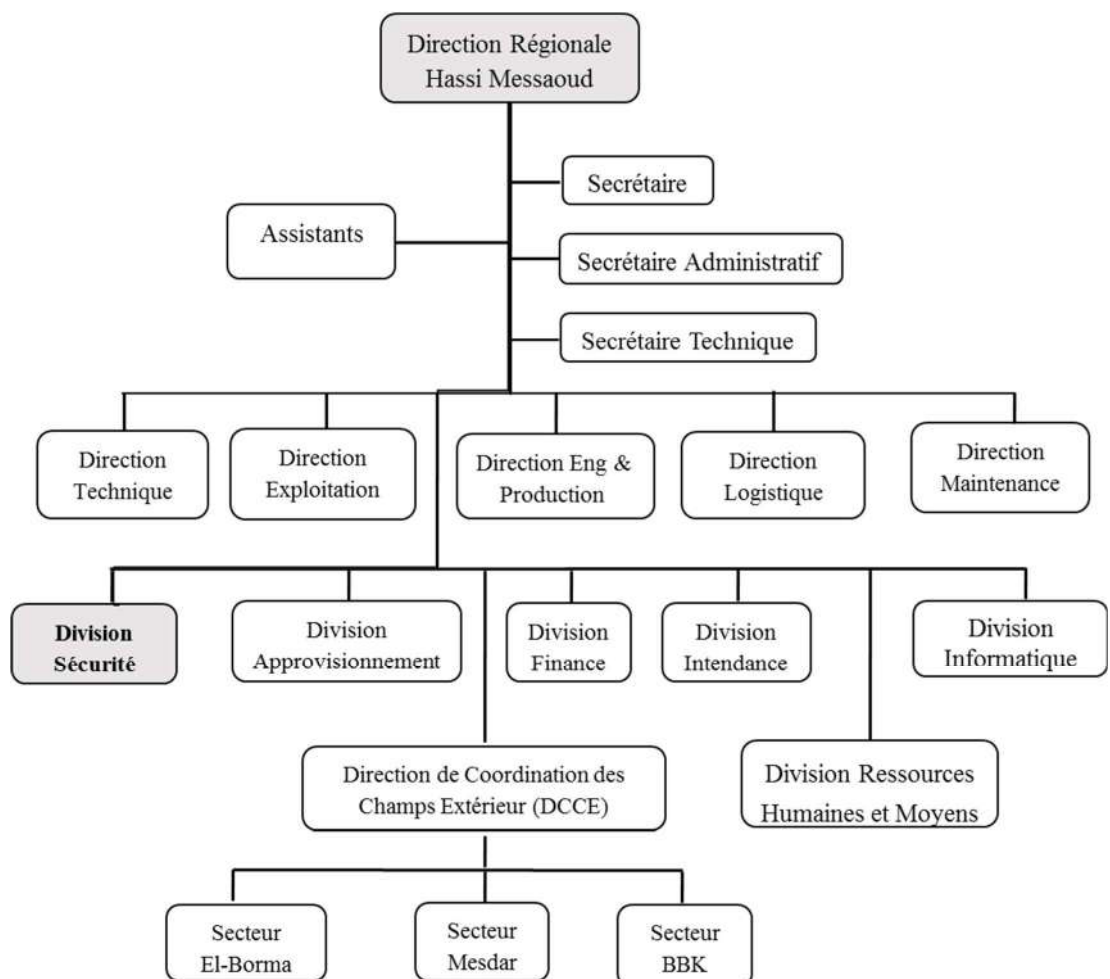 Direction Régionale
Hassi Messaoud
Secrétaire
Assistants
Secrétaire Administratif
Secrétaire Technique
Direction
Technique
Direction
Exploitation
Direction Eng &
Production
Direction
Logistique
Direction
Maintenance
Division
Sécurité
Division
Approvisionnement
Division
Finance
Division
Intendance
Division
Informatique
Direction de Coordination des
Champs Extérieur (DCCE)
Division Ressources
Humaines et Moyens
Secteur
El-Borma
Secteur
Mesdar
Secteur
BBK